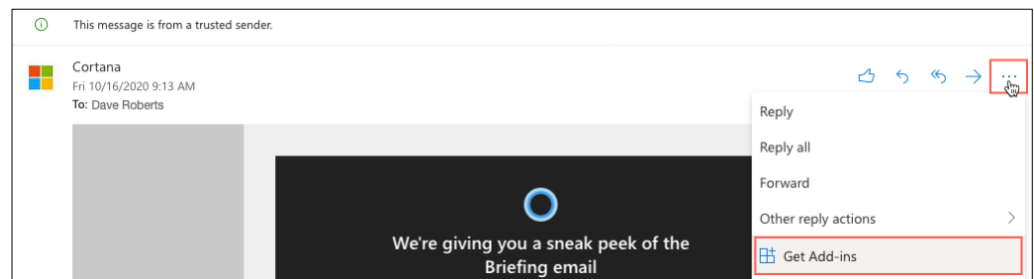 This message is from a trusted sender.
Cortana
Fri 10/16/2020 9:13 AM
To: Dave Roberts
Reply
Reply all
Forward
Other reply actions
Get Add-ins
We're giving you a sneak peek of the
Briefing email